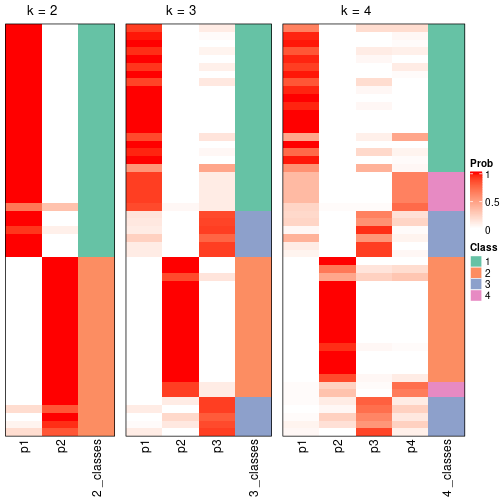 k = 2
k = 3
k = 4
Prob
1
0.5
0
Class
1
2
3
4
p1
p2
2_classes
p1
p2
p3
3_classes
p1
p2
p3
p4
4_classes